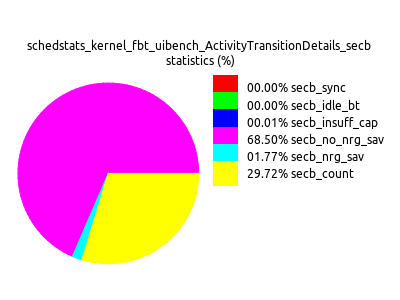 schedstats_kernel_fbt_uibench_ActivityTransitionDetails_secb
statistics (%)
00.00% secb_sync
00.00% secb_idle_bt
00.01% secb_insuff_cap
68.50% secb_no_nrg_sav
01.77% secb_nrg_sav
29.72% secb_count